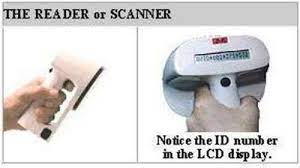 THE READER or SCANNER
Notice the ID number
in the LCD display.